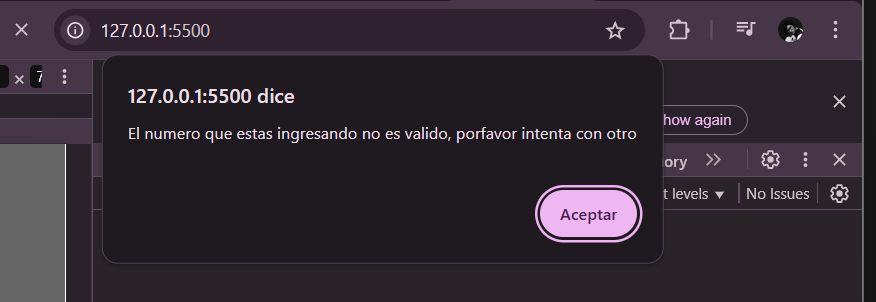 127.0.0.1:5500
127.0.0.1:5500 dice
El numero que estas ingresando no es valido, porfavor intenta con otro
how again
ory
t levels
No Issues
Aceptar